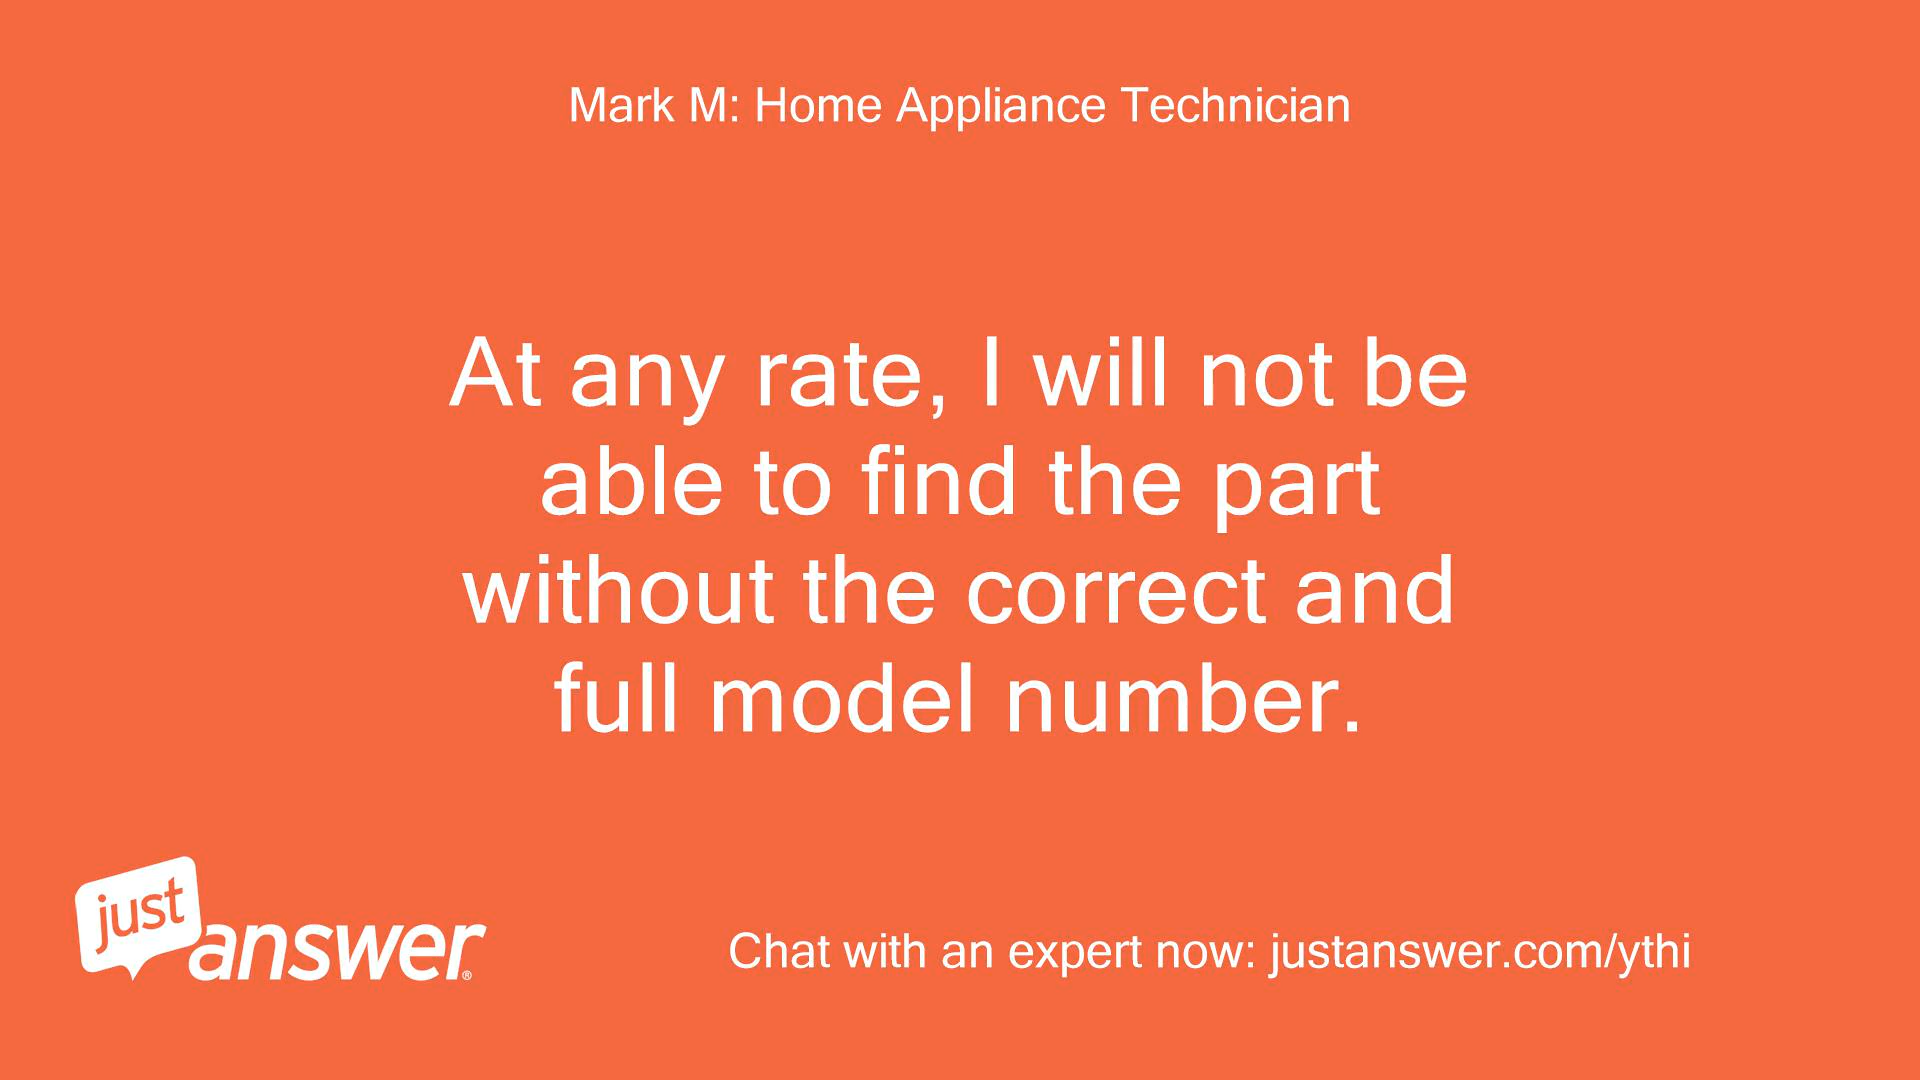 Mark M: Home Appliance Technician
At any rate, I will not be
able to find the part
without the correct and
full model number.
just
answer®
Chat with an expert now: justanswer.com/ythi